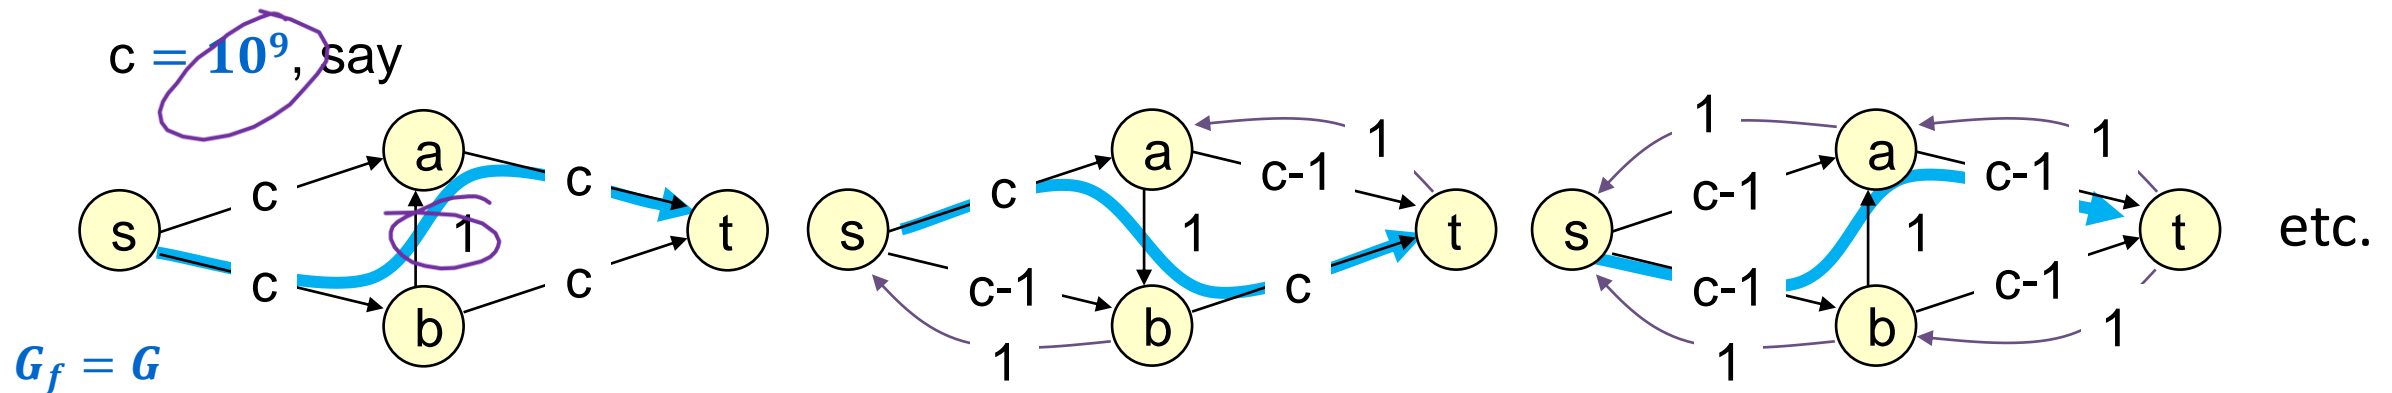 c = 10⁹, say
s c c a b 1 c c t
s c c-1 a b 1 1 c-1 c 1 t
s 1 c-1 c-1 1 a b 1 1 c-1 c-1 1 t etc.
G_f = G